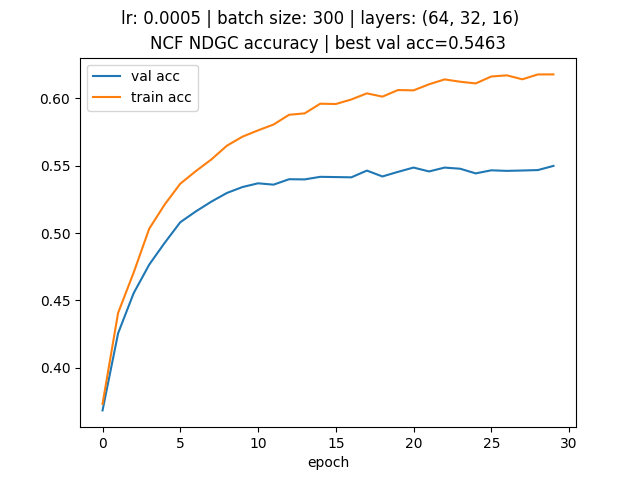 lr: 0.0005 | batch size: 300 | layers: (64, 32, 16)
NCF NDGC accuracy | best val acc=0.5463
val acc
train acc
0.60
0.55
0.50
0.45
0.40
0 5 10 15 20 25 30
epoch